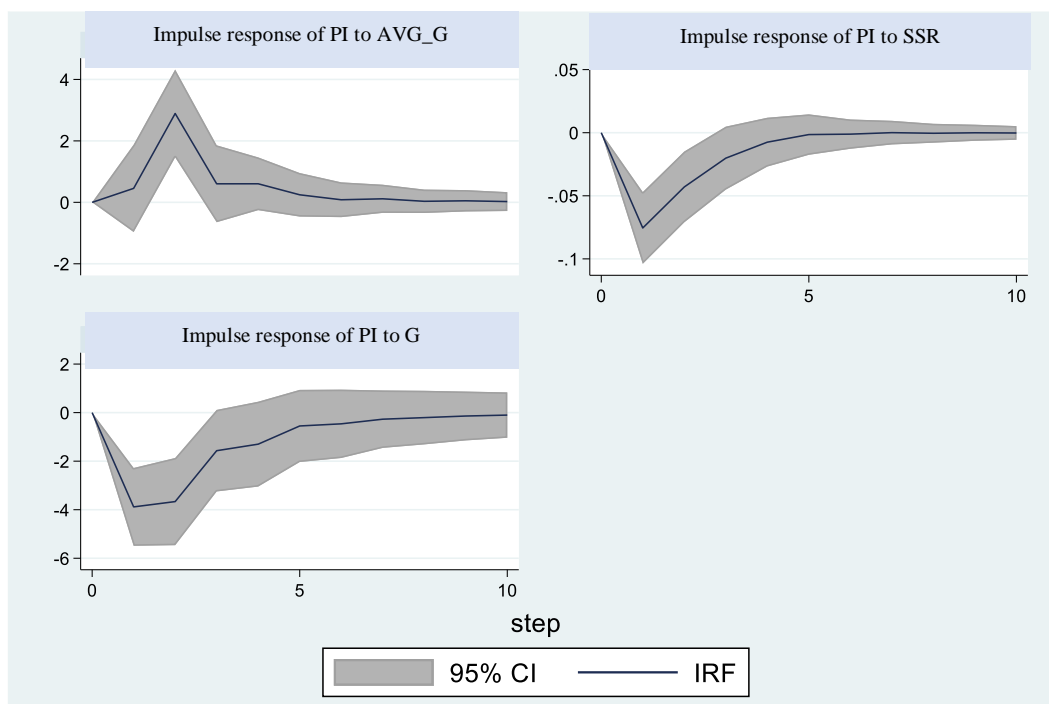 Impulse response of PI to AVG_G
4
2
0
-2
Impulse response of PI to SSR
.05
0
-.05
-.1
0 5 10
Impulse response of PI to G
2
0
-2
-4
-6
0 5 10
step
95% CI IRF